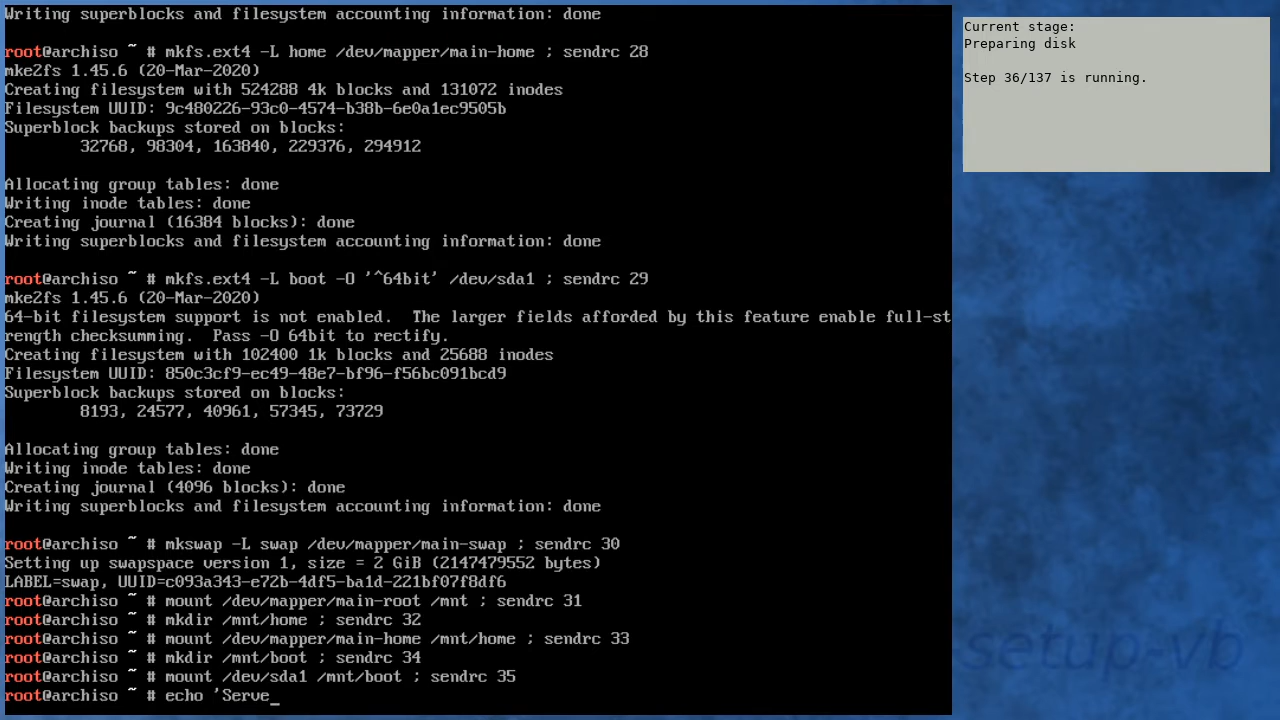 Writing superblocks and filesystem accounting information: done
root@archiso ~ # mkfs.ext4 -L home /dev/mapper/main-home ; sendrc 28
mke2fs 1.45.6 (20-Mar-2020)
Creating filesystem with 524288 4k blocks and 131072 inodes
Filesystem UUID: 9c480226-93c0-4574-b38b-6e0a1ec9505b
Superblock backups stored on blocks:
32768, 98304, 163840, 229376, 294912
Allocating group tables: done
Writing inode tables: done
Creating journal (16384 blocks): done
Writing superblocks and filesystem accounting information: done
root@archiso ~ # mkfs.ext4 -L boot -O '^64bit' /dev/sda1 ; sendrc 29
mke2fs 1.45.6 (20-Mar-2020)
64-bit filesystem support is not enabled.  The larger fields afforded by this feature enable full-st
rength checksumming.  Pass -O 64bit to rectify.
Creating filesystem with 102400 1k blocks and 25688 inodes
Filesystem UUID: 850c3cf9-ec49-48e7-bf96-f56bc091bcd9
Superblock backups stored on blocks:
8193, 24577, 40961, 57345, 73729
Allocating group tables: done
Writing inode tables: done
Creating journal (4096 blocks): done
Writing superblocks and filesystem accounting information: done
root@archiso ~ # mkswap -L swap /dev/mapper/main-swap ; sendrc 30
Setting up swapspace version 1, size = 2 GiB (2147479552 bytes)
LABEL=swap, UUID=c093a343-e72b-4df5-ba1d-221bf07f8df6
root@archiso ~ # mount /dev/mapper/main-root /mnt ; sendrc 31
root@archiso ~ # mkdir /mnt/home ; sendrc 32
root@archiso ~ # mount /dev/mapper/main-home /mnt/home ; sendrc 33
root@archiso ~ # mkdir /mnt/boot ; sendrc 34
root@archiso ~ # mount /dev/sda1 /mnt/boot ; sendrc 35
root@archiso ~ # echo 'Serve_
Current stage:
Preparing disk
Step 36/137 is running.
setup-vb